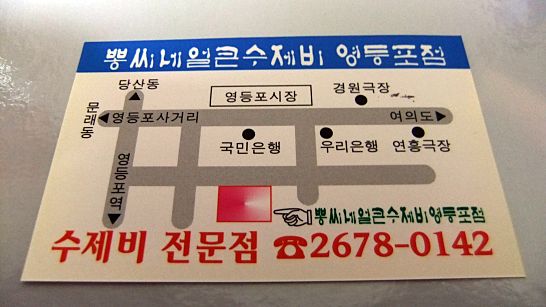 뽕씨네얼큰수제비 영등포점
당산동
영등포시장
경원극장
문래동
영등포사거리
여의도
국민은행
우리은행
연흥극장
영등포역
뽕씨네얼큰수제비영등포점
수제비 전문점 ☎2678-0142